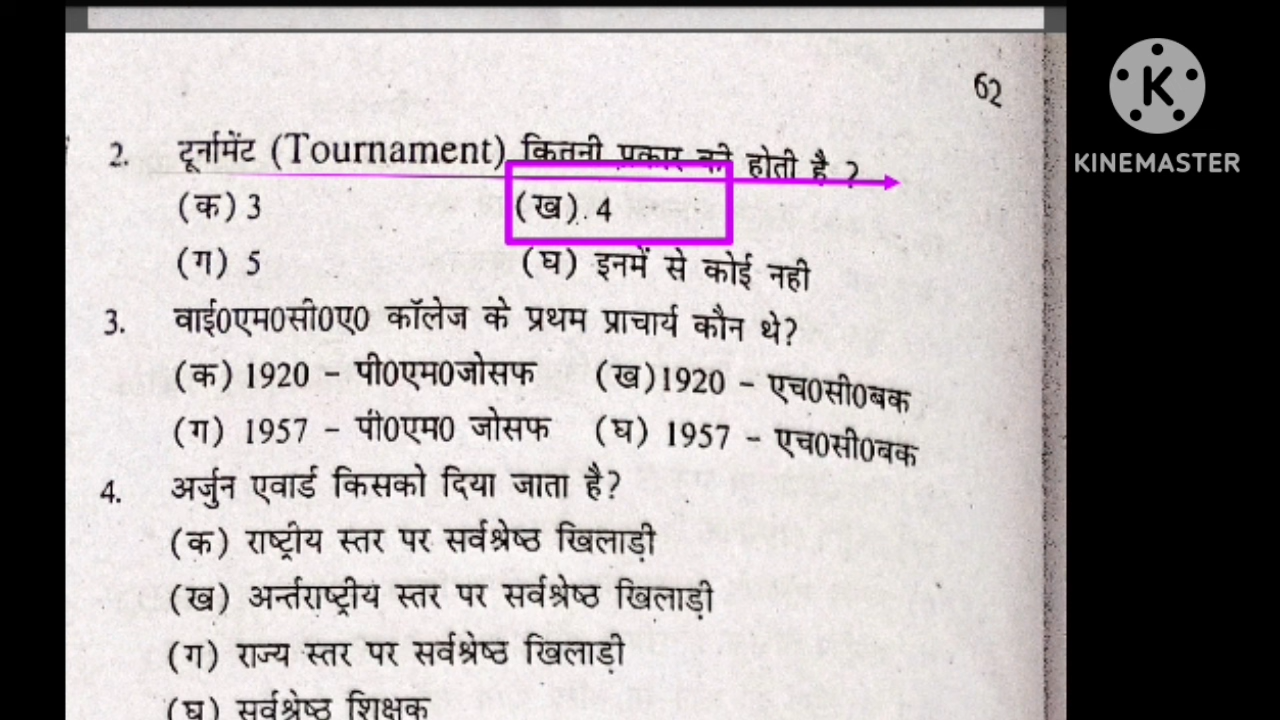 62
2. टूर्नामेंट (Tournament) कितनी प्रकार की होती है ?
(क) 3 (ख) 4
(ग) 5 (घ) इनमें से कोई नही
3. वाई0एम0सी0ए0 कॉलेज के प्रथम प्राचार्य कौन थे?
(क) 1920 – पी0एम0जोसफ (ख)1920 – एच0सी0बक
(ग) 1957 – पी0एम0 जोसफ (घ) 1957 – एच0सी0बक
4. अर्जुन एवार्ड किसको दिया जाता है?
(क) राष्ट्रीय स्तर पर सर्वश्रेष्ठ खिलाड़ी
(ख) अर्न्तराष्ट्रीय स्तर पर सर्वश्रेष्ठ खिलाड़ी
(ग) राज्य स्तर पर सर्वश्रेष्ठ खिलाड़ी
(घ) सर्वश्रेष्ठ शिक्षक
K
KINEMASTER